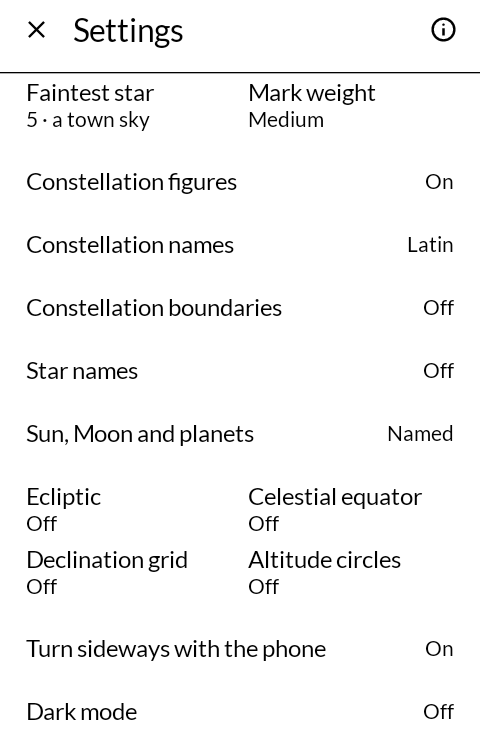 Settings
Faintest star
5 · a town sky
Mark weight
Medium
Constellation figures On
Constellation names Latin
Constellation boundaries Off
Star names Off
Sun, Moon and planets Named
Ecliptic
Off
Celestial equator
Off
Declination grid
Off
Altitude circles
Off
Turn sideways with the phone On
Dark mode Off